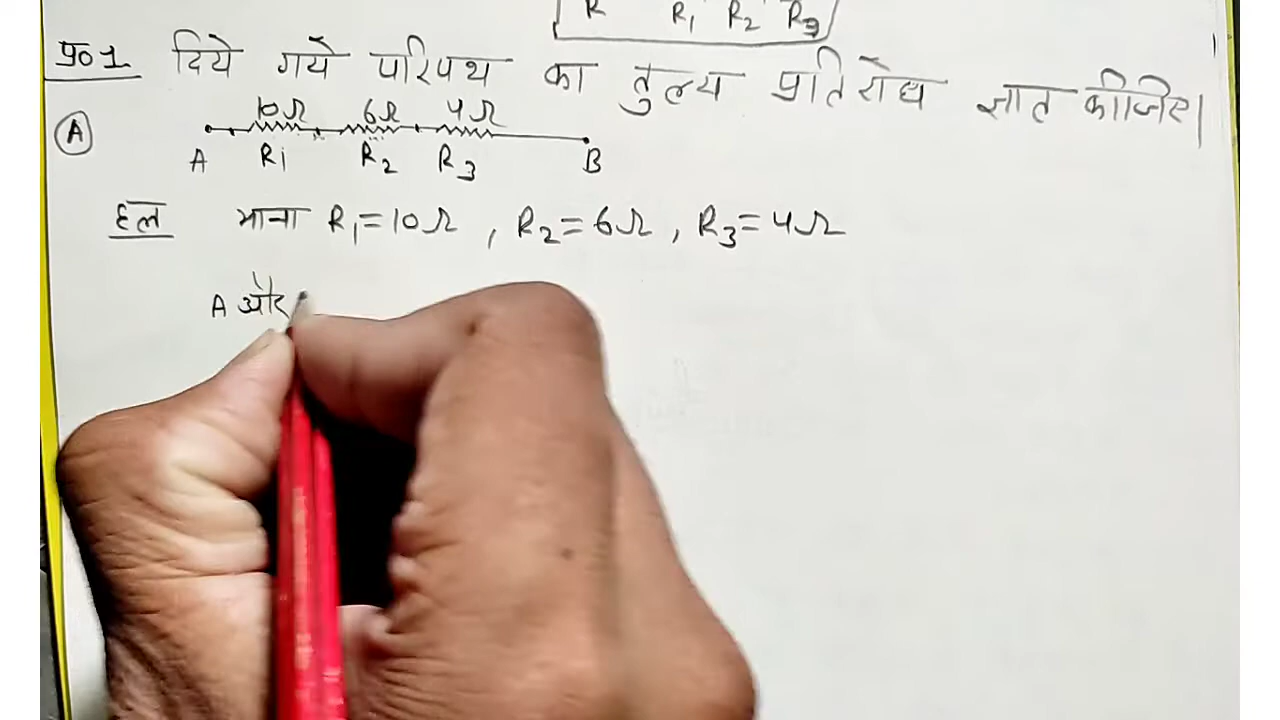 R R₁ R₂ R₃
प्र०1 दिये गये परिपथ का तुल्य प्रतिरोध ज्ञात कीजिए।
A 10Ω 6Ω 4Ω
A R₁ R₂ R₃ B
हल माना R₁=10Ω , R₂=6Ω , R₃=4Ω
A और